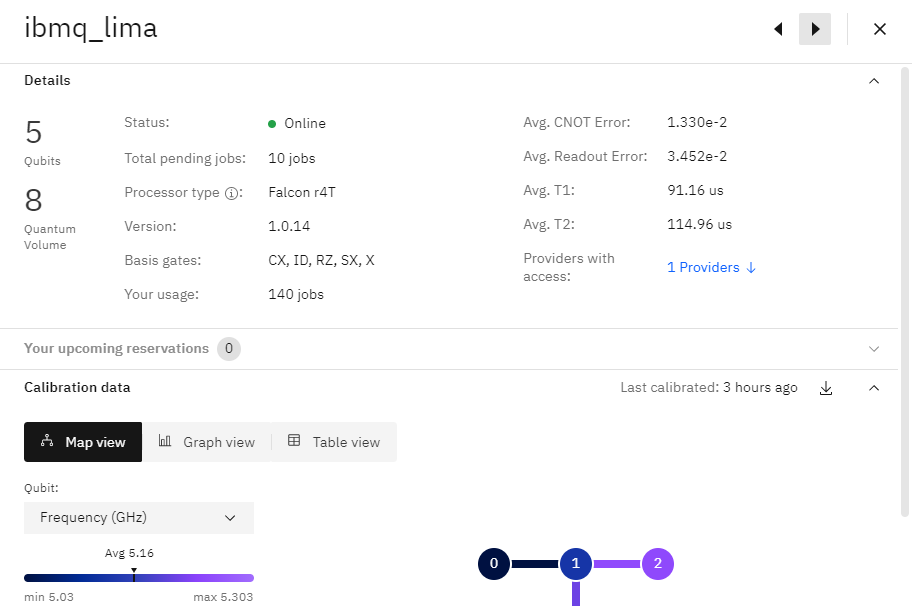 ibmq_lima
Details
5
Qubits
8
Quantum
Volume
Status: Online
Total pending jobs: 10 jobs
Processor type ⓘ: Falcon r4T
Version: 1.0.14
Basis gates: CX, ID, RZ, SX, X
Your usage: 140 jobs
Avg. CNOT Error: 1.330e-2
Avg. Readout Error: 3.452e-2
Avg. T1: 91.16 us
Avg. T2: 114.96 us
Providers with
access: 1 Providers ↓
Your upcoming reservations 0
Calibration data Last calibrated: 3 hours ago
Map view Graph view Table view
Qubit:
Frequency (GHz)
Avg 5.16
min 5.03 max 5.303
0 1 2